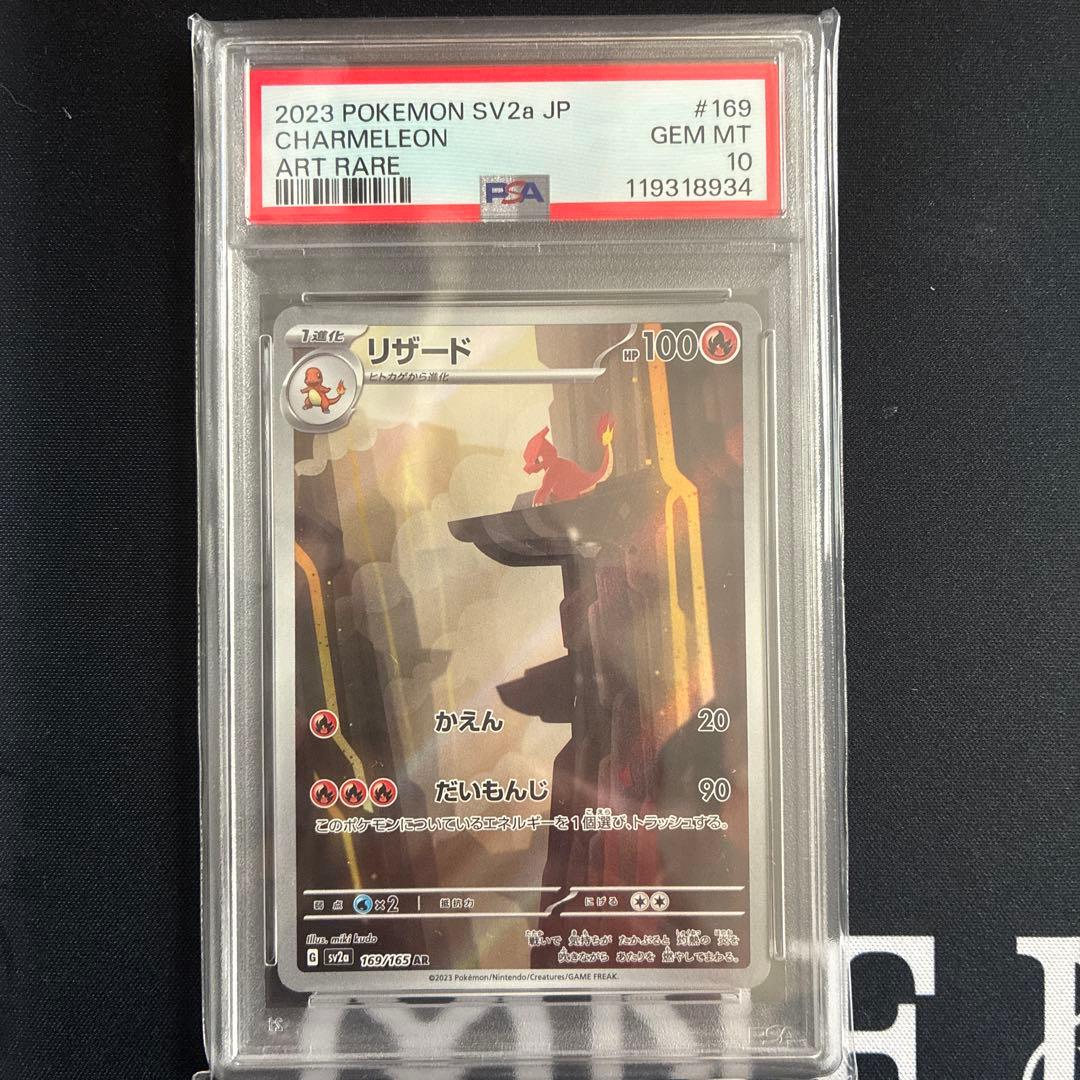 2023 POKEMON SV2a JP #169
CHARMELEON GEM MT
ART RARE 10
PSA 119318934
1進化 リザード HP 100
ヒトカゲから進化
かえん 20
だいもんじ 90
このポケモンについているエネルギーを1個選び、トラッシュする。
弱点 ×2 抵抗力 にげる
Illus. miki kudo
戦いで 気持ちが たかぶると 灼熱の 炎を
吹きながら あたりを 燃やしてまわる。
G sv2a 169/165 AR
©2023 Pokémon/Nintendo/Creatures/GAME FREAK.
PSA